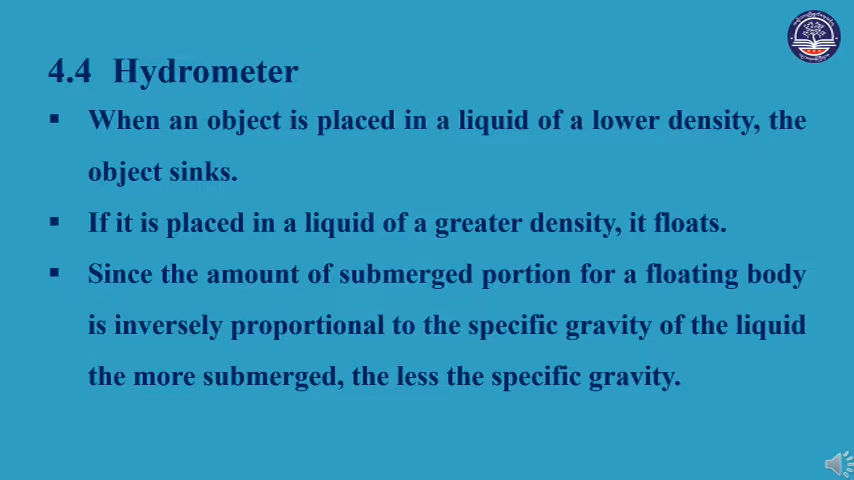 4.4 Hydrometer
▪ When an object is placed in a liquid of a lower density, the
object sinks.
▪ If it is placed in a liquid of a greater density, it floats.
▪ Since the amount of submerged portion for a floating body
is inversely proportional to the specific gravity of the liquid
the more submerged, the less the specific gravity.